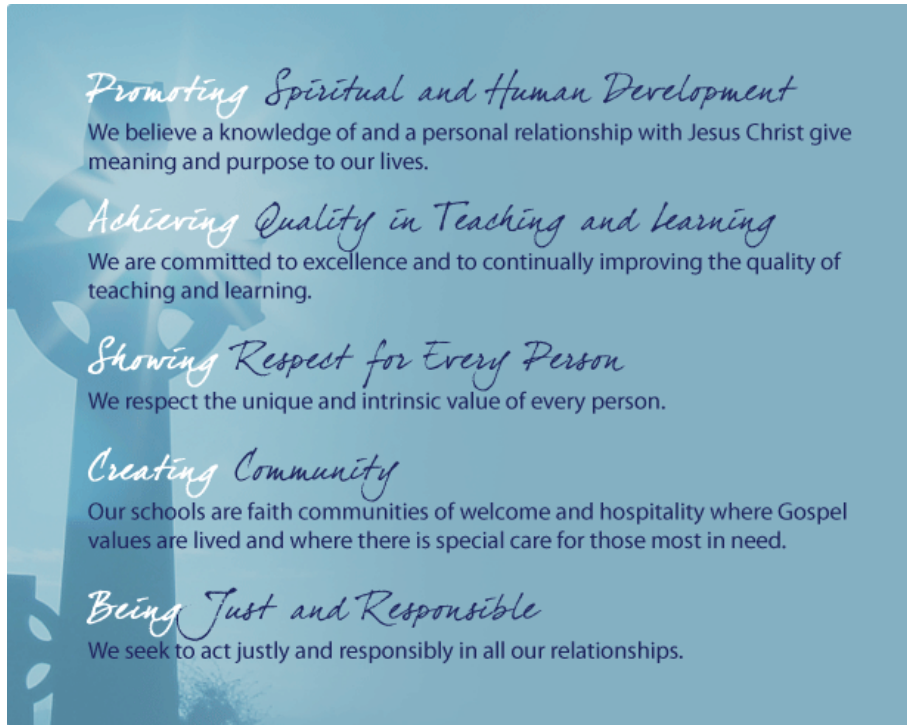 Promoting Spiritual and Human Development
We believe a knowledge of and a personal relationship with Jesus Christ give
meaning and purpose to our lives.
Achieving Quality in Teaching and Learning
We are committed to excellence and to continually improving the quality of
teaching and learning.
Showing Respect for Every Person
We respect the unique and intrinsic value of every person.
Creating Community
Our schools are faith communities of welcome and hospitality where Gospel
values are lived and where there is special care for those most in need.
Being Just and Responsible
We seek to act justly and responsibly in all our relationships.